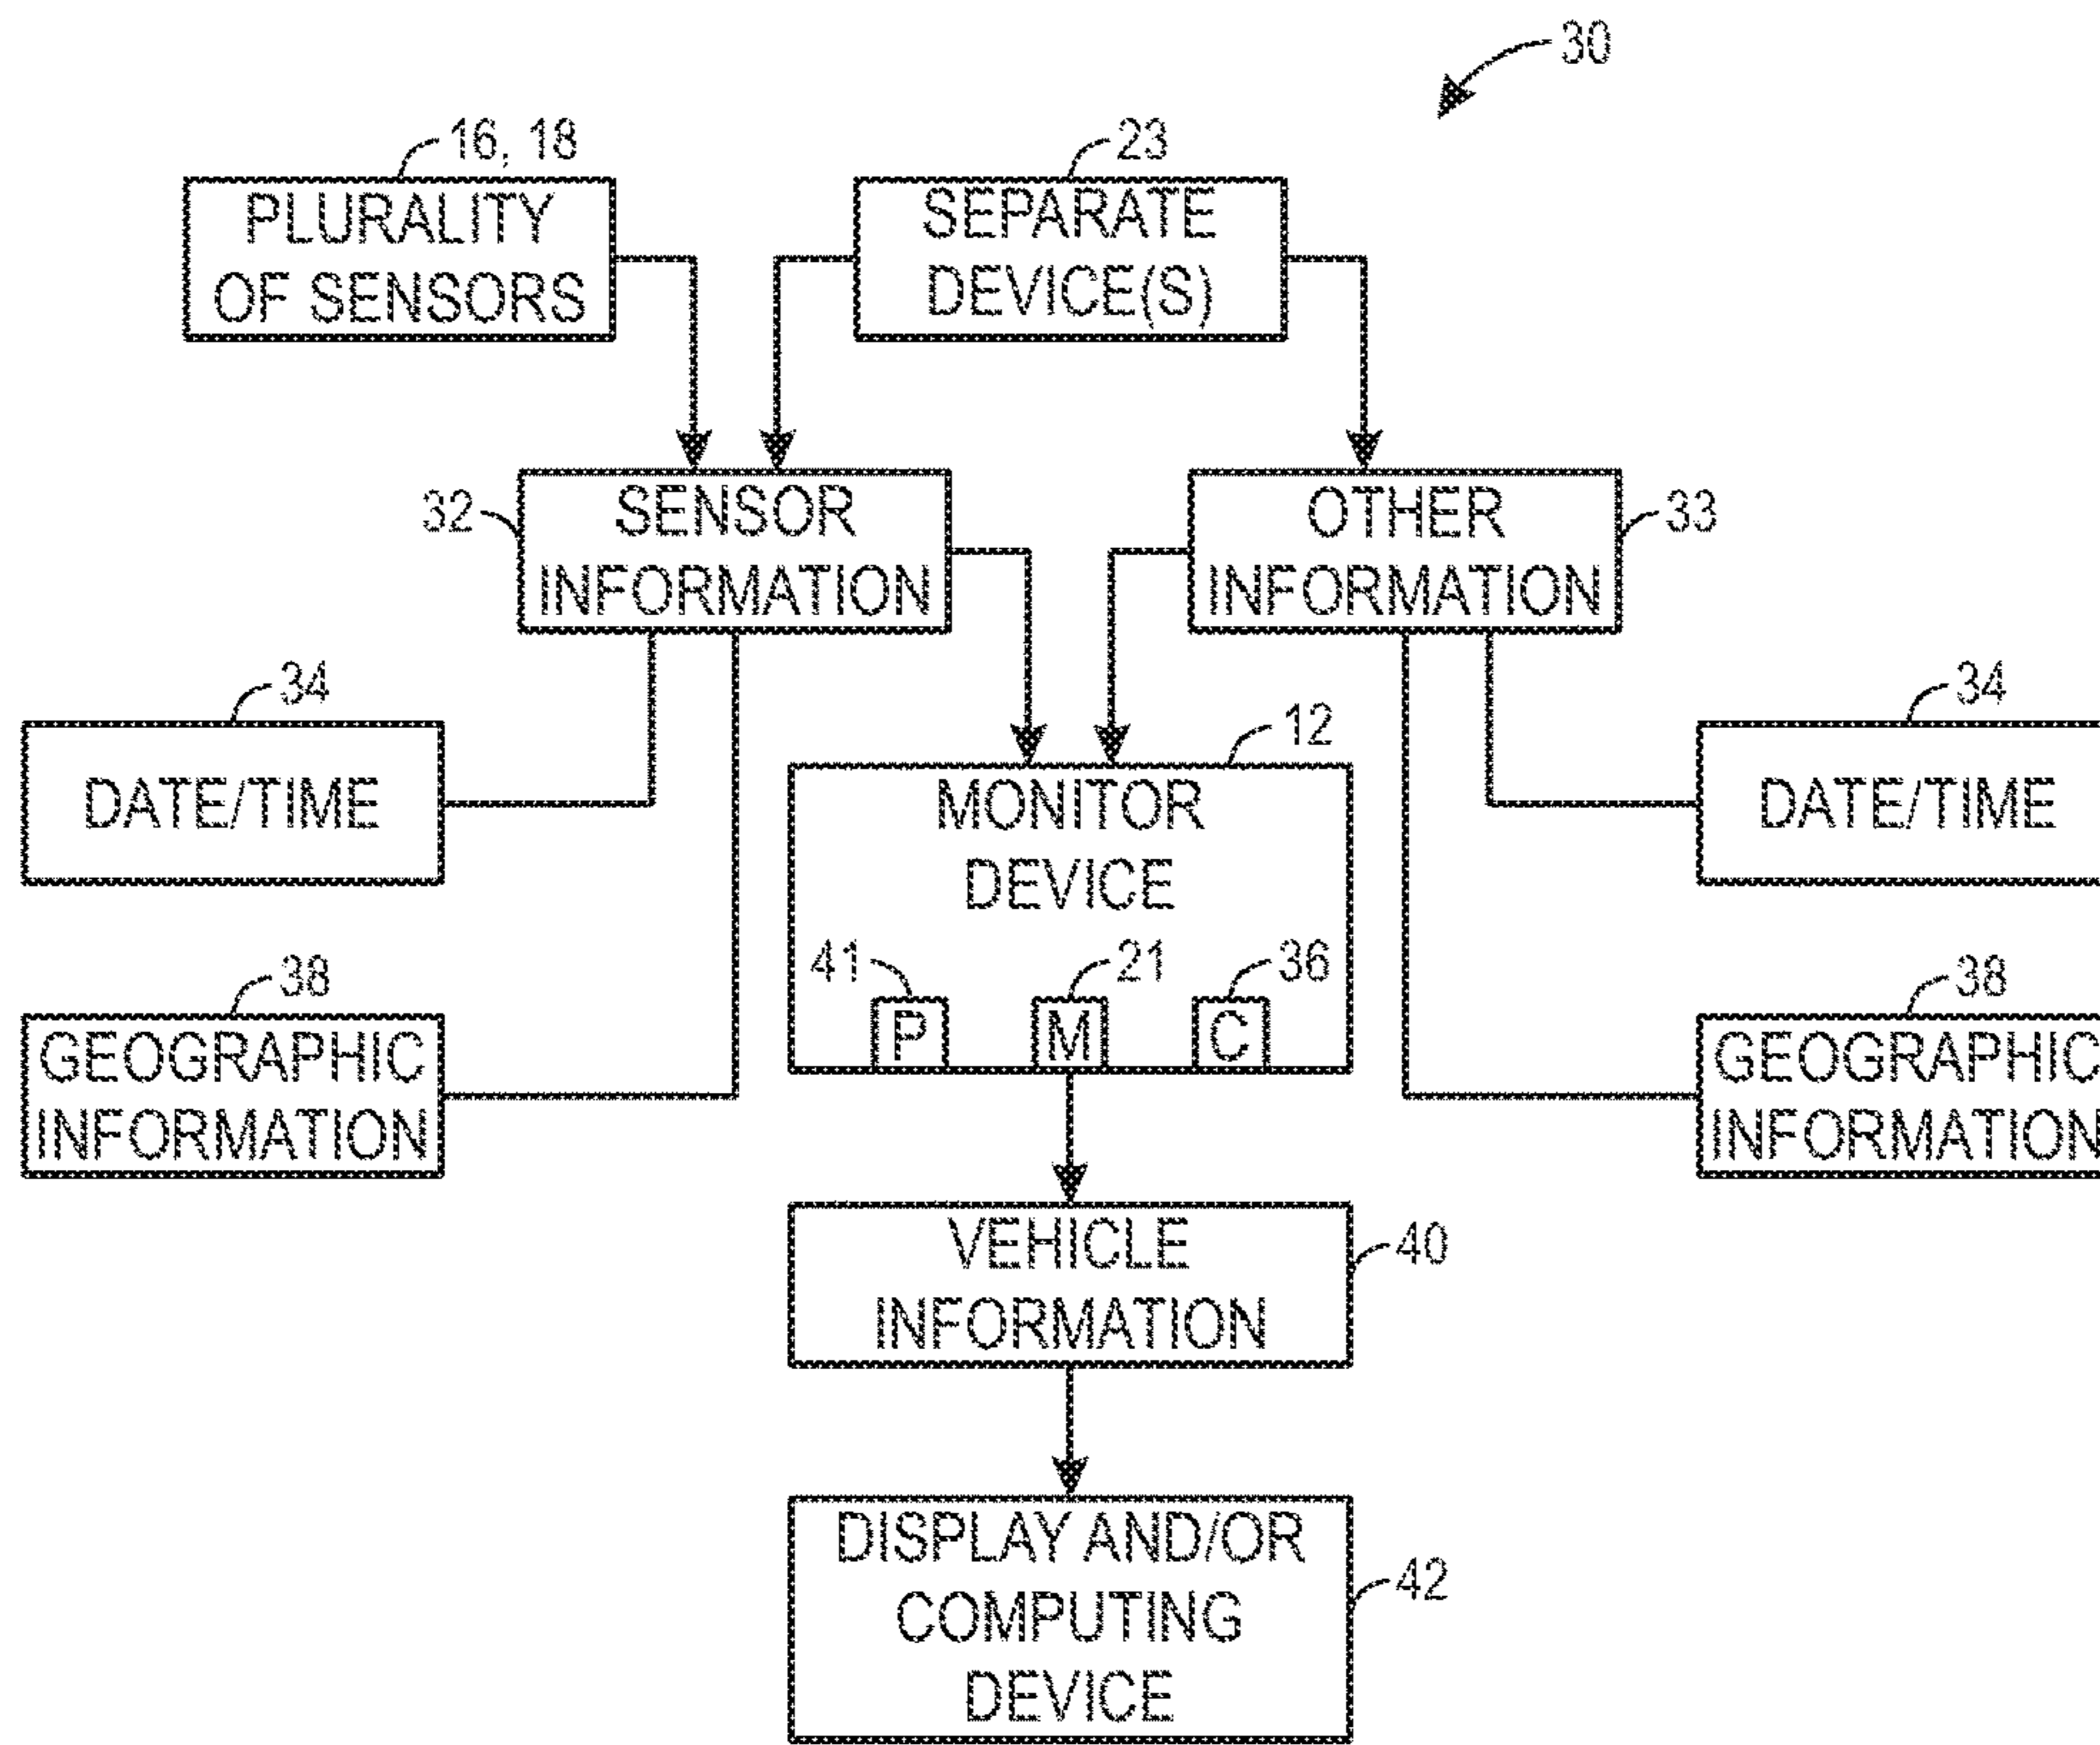 30
16, 18
23
PLURALITY
OF SENSORS
SEPARATE
DEVICE(S)
32
SENSOR
INFORMATION
OTHER
INFORMATION
33
34
DATE/TIME
12
MONITOR
DEVICE
34
DATE/TIME
41
21
36
P
M
C
38
GEOGRAPHIC
INFORMATION
38
GEOGRAPHIC
INFORMATION
VEHICLE
INFORMATION
40
DISPLAY AND/OR
COMPUTING
DEVICE
42